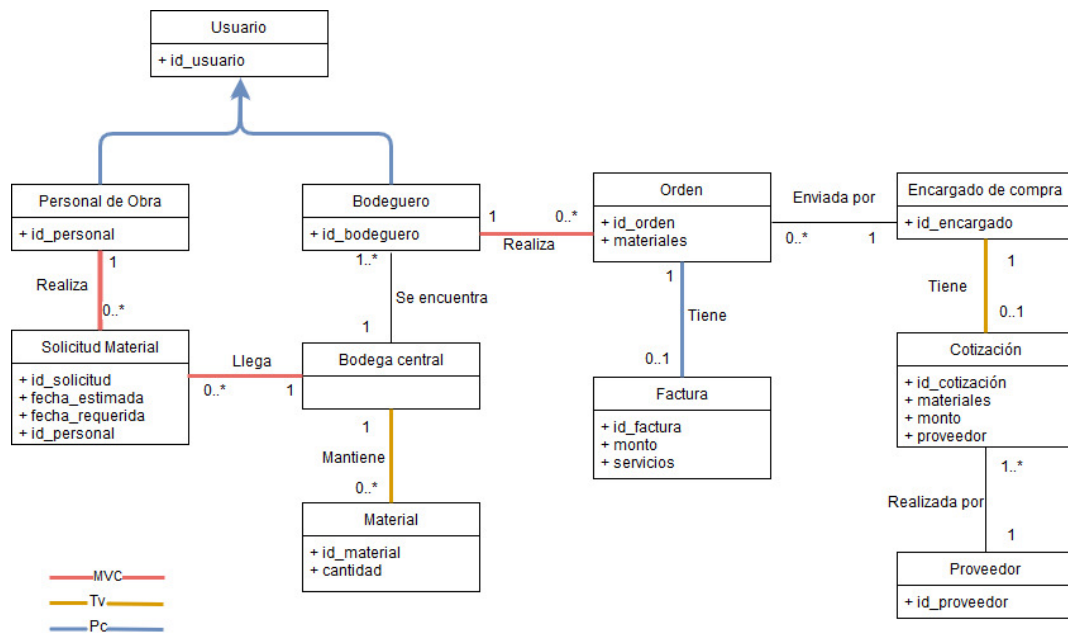 Usuario
+ id_usuario
Personal de Obra
+ id_personal
Bodeguero
+ id_bodeguero
1
0..*
Realiza
Orden
+ id_orden
+ materiales
Enviada por
0..*
1
Encargado de compra
+ id_encargado
1
Realiza
0..*
1..*
Se encuentra
1
1
Tiene
0..1
1
Tiene
0..1
Solicitud Material
+ id_solicitud
+ fecha_estimada
+ fecha_requerida
+ id_personal
Llega
0..*
1
Bodega central
Factura
+ id_factura
+ monto
+ servicios
Cotización
+ id_cotización
+ materiales
+ monto
+ proveedor
1
Mantiene
0..*
1..*
Realizada por
1
Material
+ id_material
+ cantidad
Proveedor
+ id_proveedor
MVC
Tv
Pc